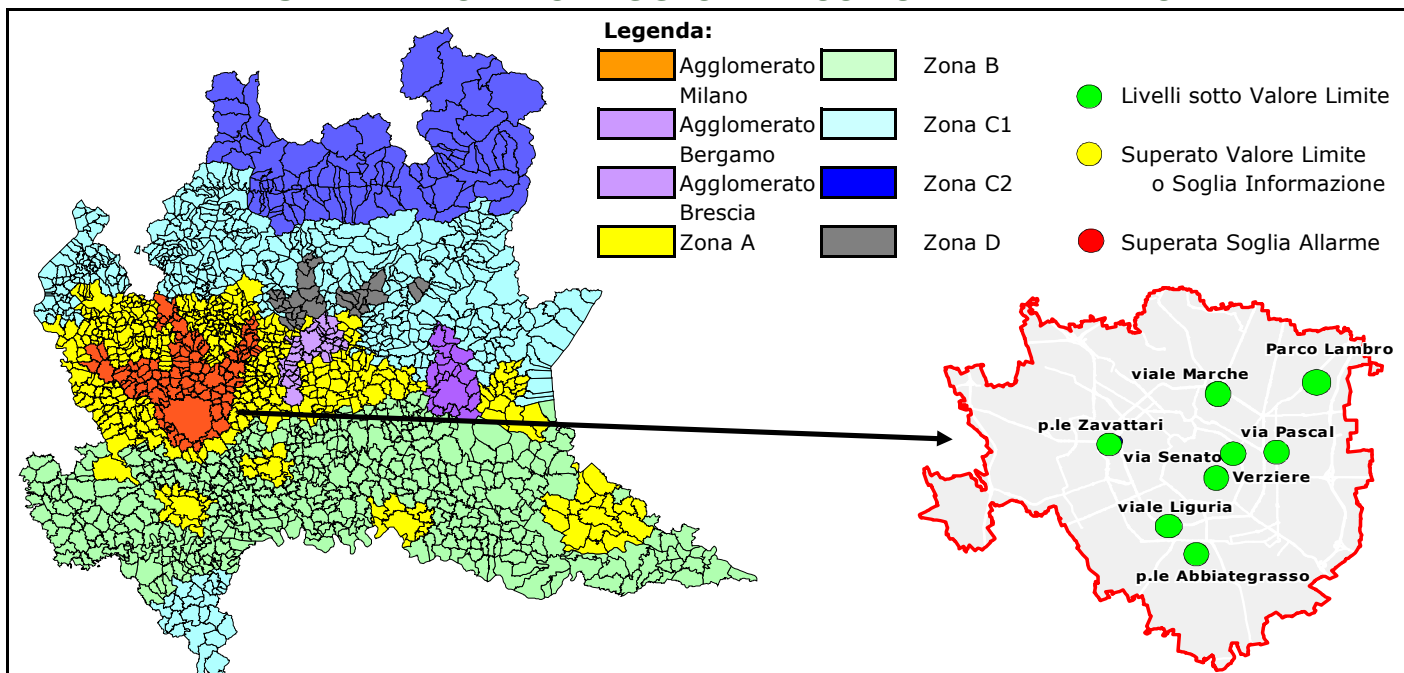 Legenda:
Agglomerato
Milano
Agglomerato
Bergamo
Agglomerato
Brescia
Zona A
Zona B
Zona C1
Zona C2
Zona D
Livelli sotto Valore Limite
Superato Valore Limite
o Soglia Informazione
Superata Soglia Allarme
Parco Lambro
viale Marche
p.le Zavattari
via Pascal
via Senato
Verziere
viale Liguria
p.le Abbiategrasso